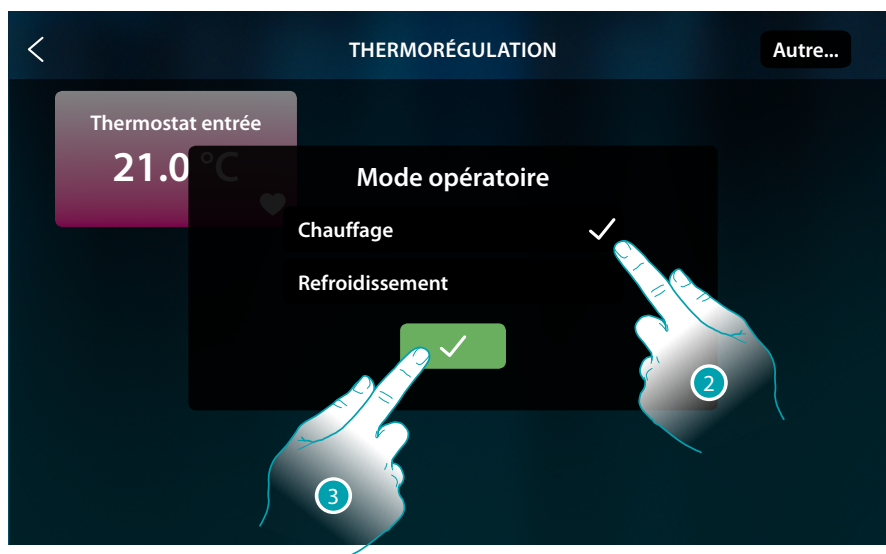 THERMORÉGULATION
Autre...
Thermostat entrée
21.0 °C
Mode opératoire
Chauffage
Refroidissement
2
3